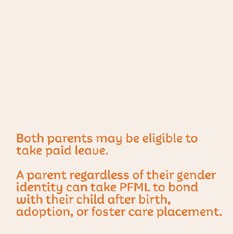 Both parents may be eligible to
take paid leave.
A parent regardless of their gender
identity can take PFML to bond
with their child after birth,
adoption, or foster care placement.